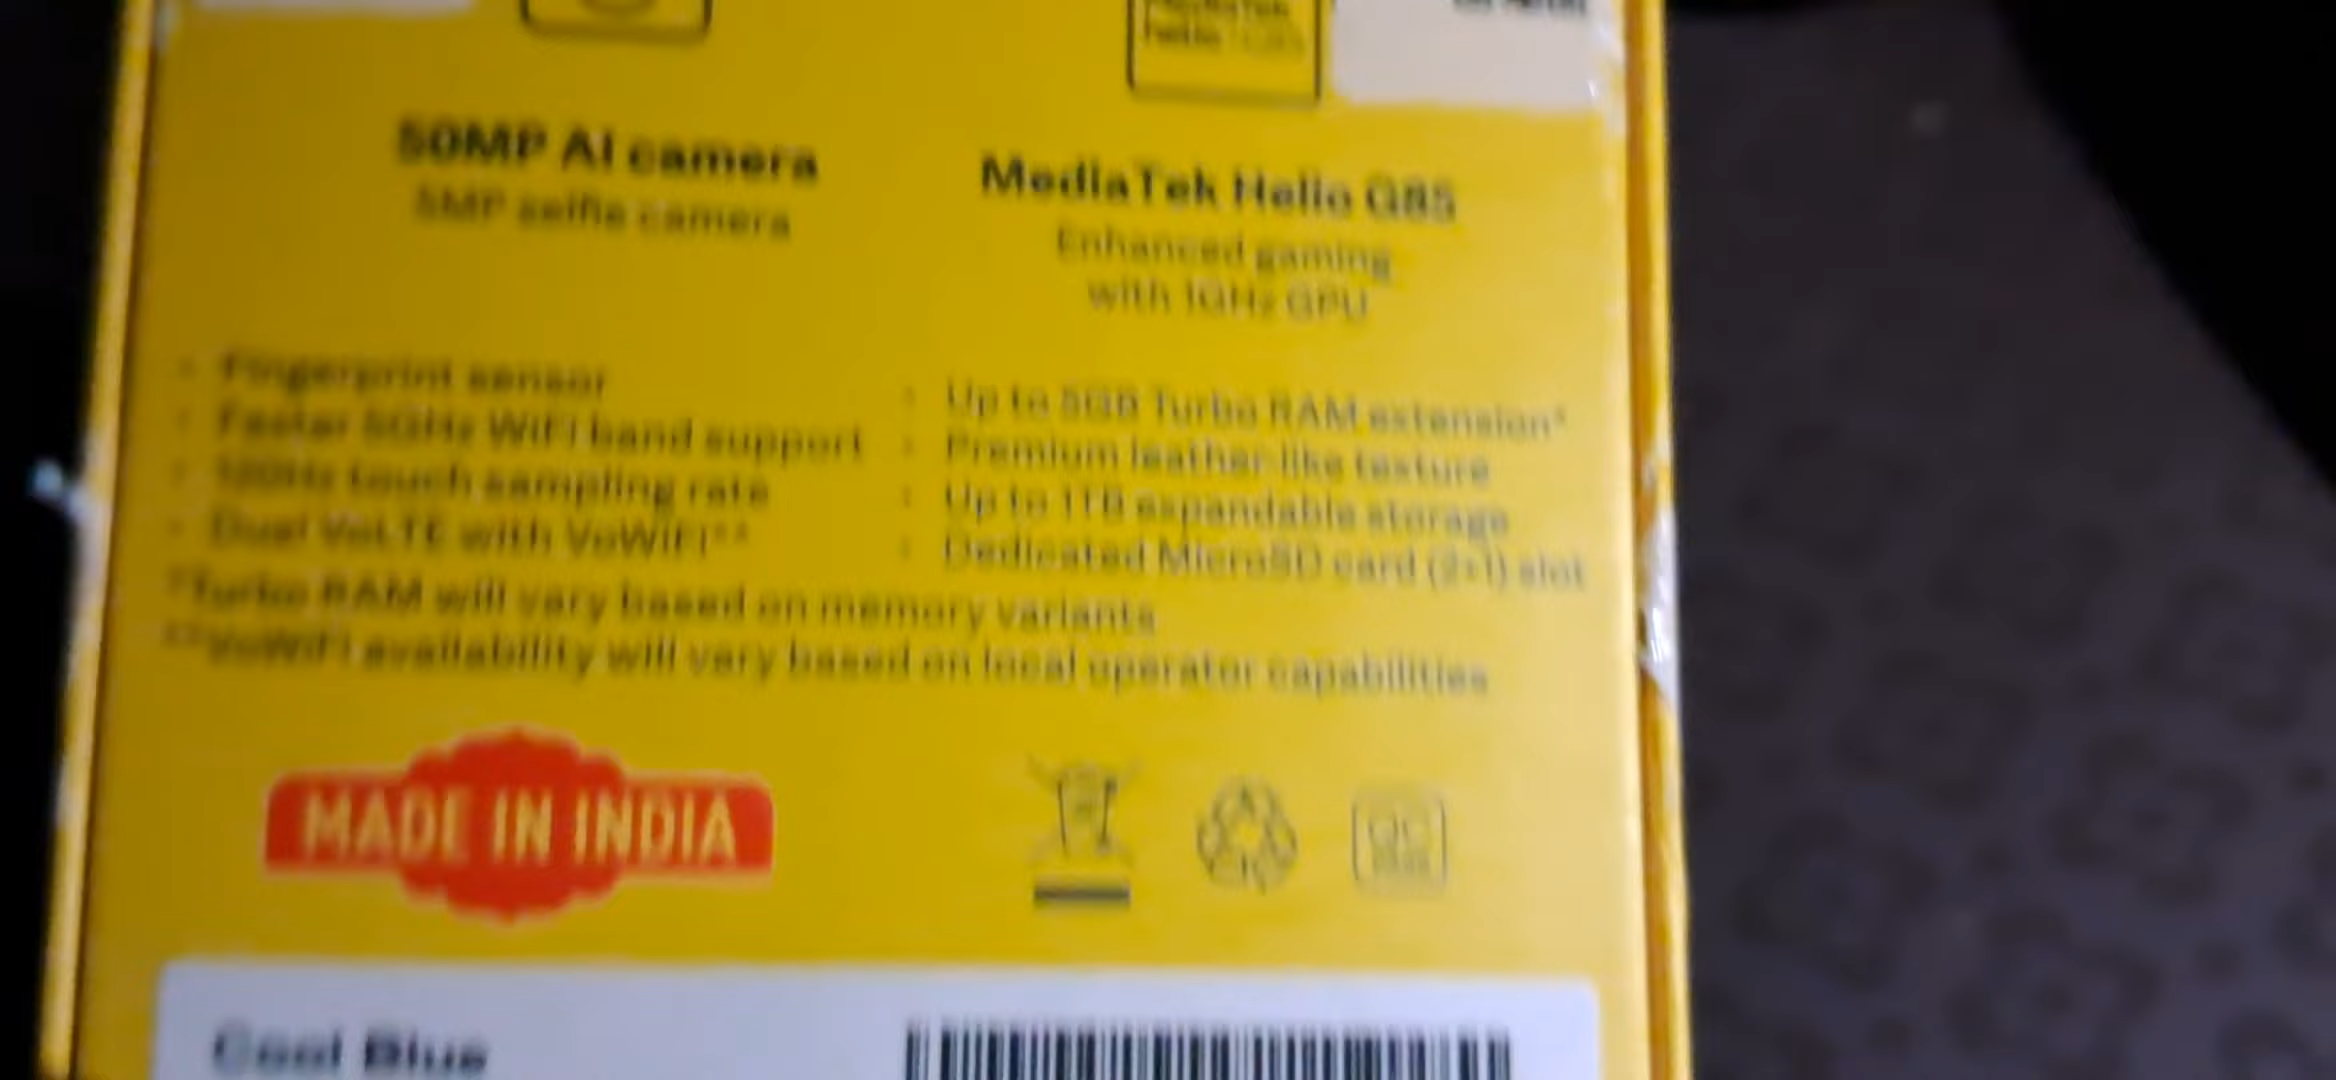 helio G85
50MP AI camera
5MP selfie camera
MediaTek Helio G85
Enhanced gaming
with 1GHz GPU
Fingerprint sensor
Faster 5GHz WiFi band support
120Hz touch sampling rate
Dual VoLTE with VoWiFi**
Up to 5GB Turbo RAM extension*
Premium leather-like texture
Up to 1TB expandable storage
Dedicated MicroSD card (2+1) slot
*Turbo RAM will vary based on memory variants
**VoWiFi availability will vary based on local operator capabilities
MADE IN INDIA
Cool Blue